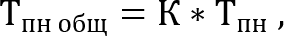 Тпн общ = К * Тпн ,